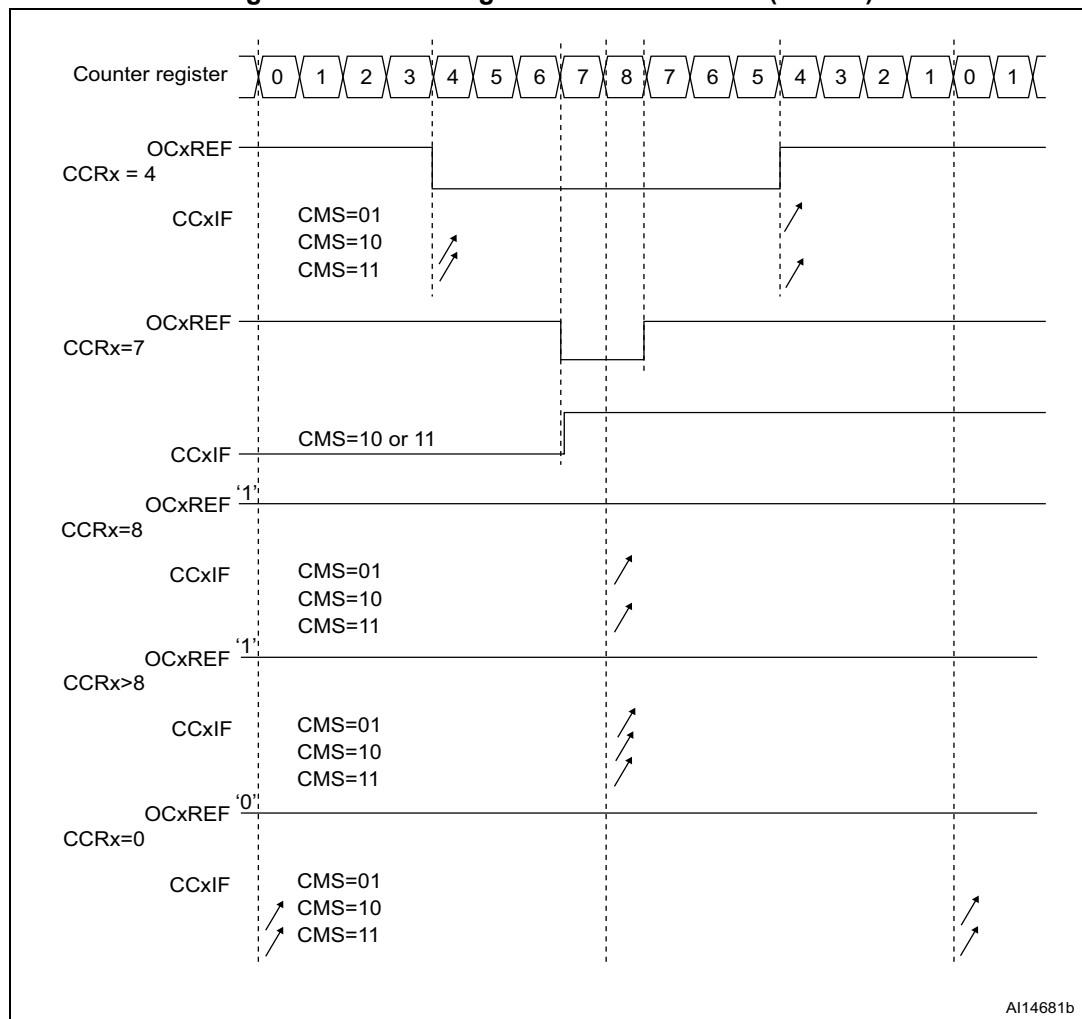 Counter register 0 1 2 3 4 5 6 7 8 7 6 5 4 3 2 1 0 1
OCxREF
CCRx = 4
CCxIF
CMS=01
CMS=10
CMS=11
OCxREF
CCRx=7
CMS=10 or 11
CCxIF
'1'
OCxREF
CCRx=8
CCxIF
CMS=01
CMS=10
CMS=11
'1'
OCxREF
CCRx>8
CCxIF
CMS=01
CMS=10
CMS=11
'0'
OCxREF
CCRx=0
CCxIF
CMS=01
CMS=10
CMS=11
AI14681b